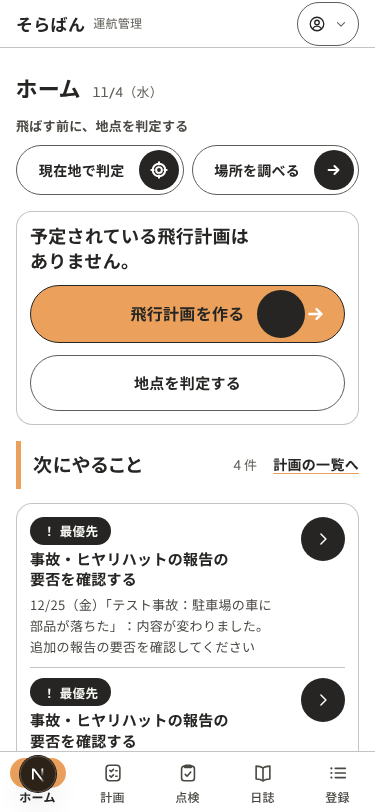 そらばん 運航管理
ホーム 11/4（水）
飛ばす前に、地点を判定する
現在地で判定 場所を調べる
予定されている飛行計画は
ありません。
飛行計画を作る
地点を判定する
次にやること 4 件 計画の一覧へ
！ 最優先
事故・ヒヤリハットの報告の
要否を確認する
12/25（金）「テスト事故：駐車場の車に
部品が落ちた」：内容が変わりました。
追加の報告の要否を確認してください
！ 最優先
事故・ヒヤリハットの報告の
要否を確認する
N
ホーム 計画 点検 日誌 登録